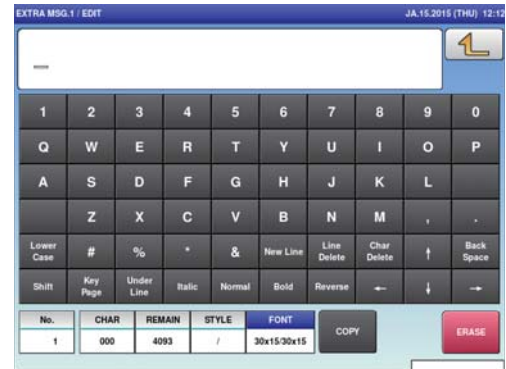 EXTRA MSG.1 / EDIT JA.15.2015 (THU) 12:12
1 2 3 4 5 6 7 8 9 0
Q W E R T Y U I O P
A S D F G H J K L
Z X C V B N M , .
Lower Case # % * & New Line Line Delete Char Delete ↑ Back Space
Shift Key Page Under Line Italic Normal Bold Reverse ← ↓ →
No. CHAR REMAIN STYLE FONT COPY ERASE
1 000 4093 / 30x15/30x15